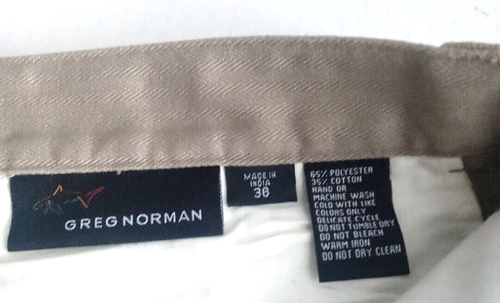 GREG NORMAN
MADE IN
INDIA
36
65% POLYESTER
35% COTTON
HAND OR
MACHINE WASH
COLD WITH LIKE
COLORS ONLY
DELICATE CYCLE
DO NOT TUMBLE DRY
DO NOT BLEACH
WARM IRON
DO NOT DRY CLEAN